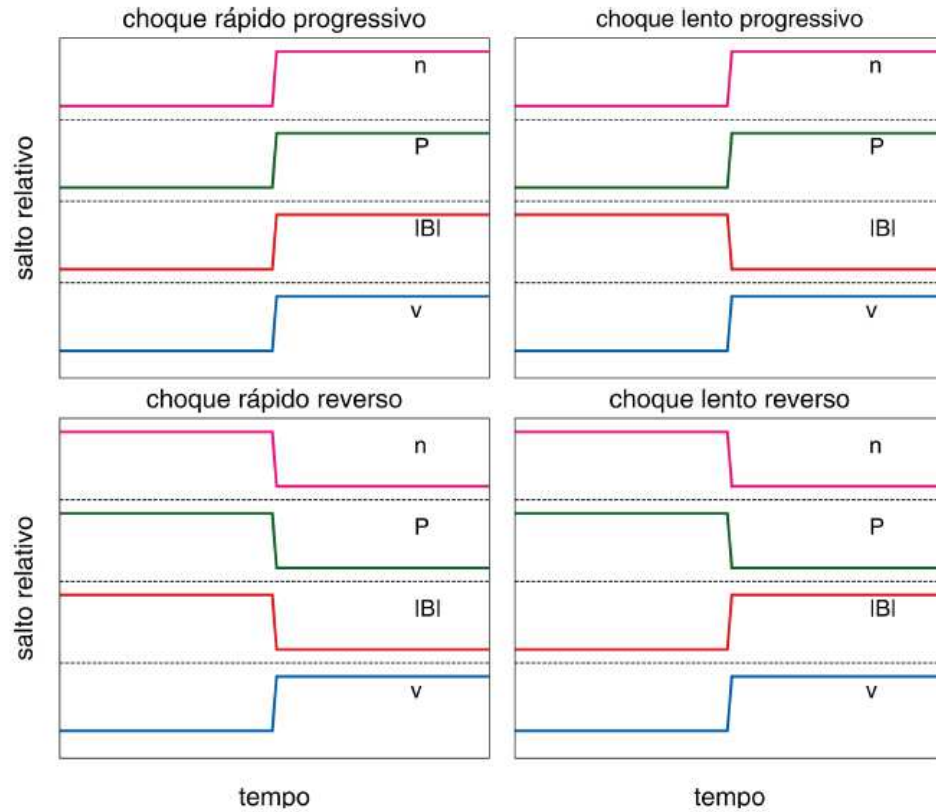 choque rápido progressivo
n
P
|B|
v
salto relativo
choque lento progressivo
n
P
|B|
v
choque rápido reverso
n
P
|B|
v
salto relativo
tempo
choque lento reverso
n
P
|B|
v
tempo